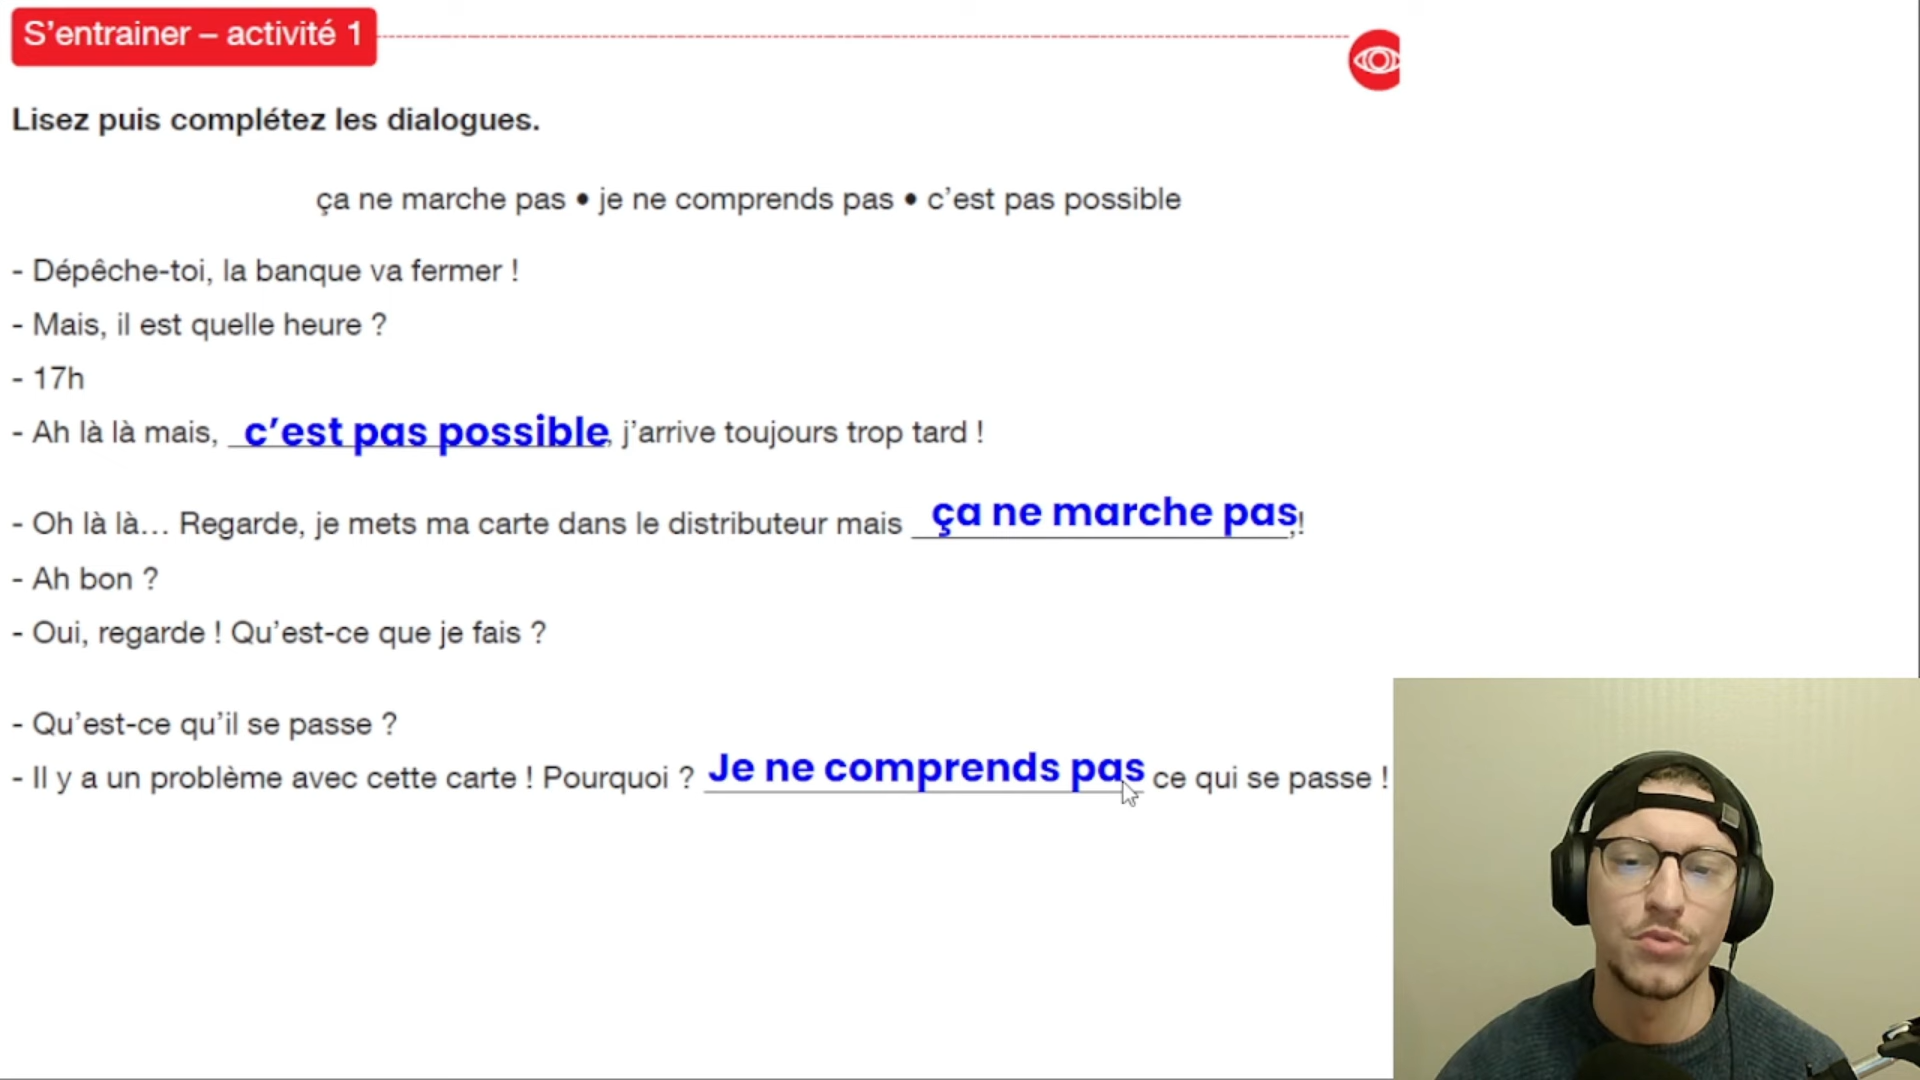 S'entrainer – activité 1
Lisez puis complétez les dialogues.
ça ne marche pas • je ne comprends pas • c'est pas possible
- Dépêche-toi, la banque va fermer !
- Mais, il est quelle heure ?
- 17h
- Ah là là mais, c'est pas possible, j'arrive toujours trop tard !
- Oh là là… Regarde, je mets ma carte dans le distributeur mais ça ne marche pas,!
- Ah bon ?
- Oui, regarde ! Qu'est-ce que je fais ?
- Qu'est-ce qu'il se passe ?
- Il y a un problème avec cette carte ! Pourquoi ? Je ne comprends pas ce qui se passe !